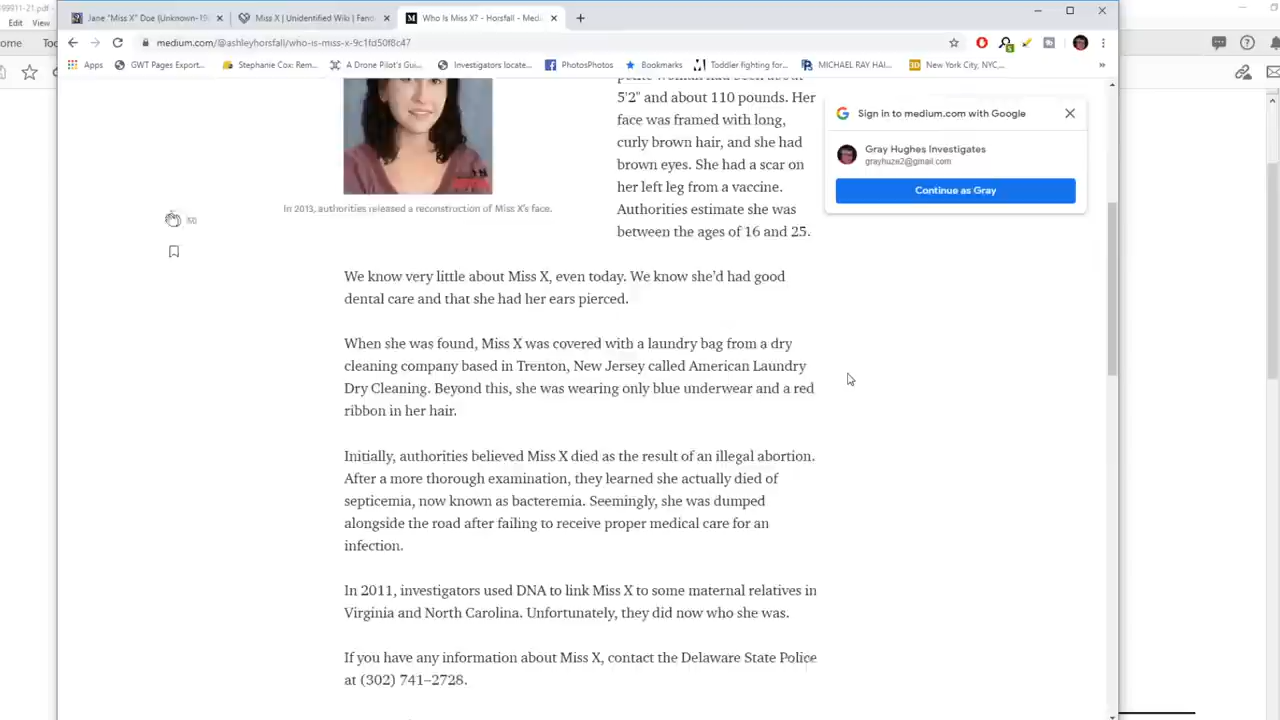 99911-21.pdf
Jane "Miss X" Doe (Unknown-19
Miss X | Unidentified Wiki | Fano
Who Is Miss X? - Horsfall - Medi
Edit
View
medium.com/@ashleyhorsfall/who-is-miss-x-9c1fd50f8c47
ome
Tools
Apps
GWT Pages Export...
Stephanie Cox: Rem...
A Drone Pilot's Gui...
Investigators locate...
PhotosPhotos
Bookmarks
Toddler fighting for...
MICHAEL RAY HAI...
New York City, NYC,...
5'2" and about 110 pounds. Her
face was framed with long,
curly brown hair, and she had
brown eyes. She had a scar on
her left leg from a vaccine.
Authorities estimate she was
between the ages of 16 and 25.
Sign in to medium.com with Google
Gray Hughes Investigates
grayhuze2@gmail.com
Continue as Gray
In 2013, authorities released a reconstruction of Miss X's face.
50
We know very little about Miss X, even today. We know she'd had good
dental care and that she had her ears pierced.
When she was found, Miss X was covered with a laundry bag from a dry
cleaning company based in Trenton, New Jersey called American Laundry
Dry Cleaning. Beyond this, she was wearing only blue underwear and a red
ribbon in her hair.
Initially, authorities believed Miss X died as the result of an illegal abortion.
After a more thorough examination, they learned she actually died of
septicemia, now known as bacteremia. Seemingly, she was dumped
alongside the road after failing to receive proper medical care for an
infection.
In 2011, investigators used DNA to link Miss X to some maternal relatives in
Virginia and North Carolina. Unfortunately, they did now who she was.
If you have any information about Miss X, contact the Delaware State Police
at (302) 741–2728.